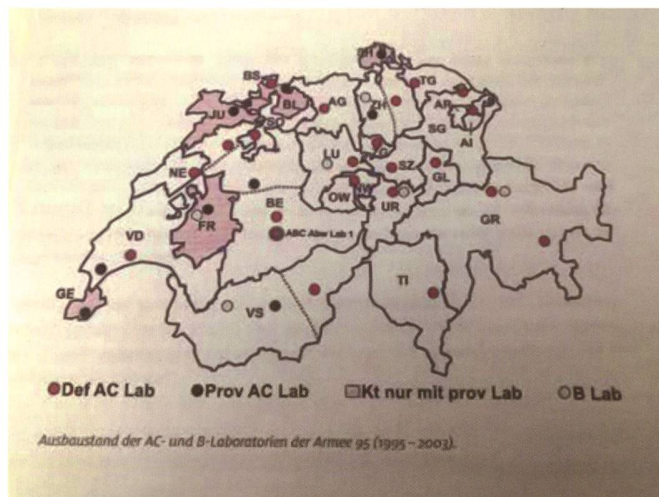 SH
BS
TG
BL
AG
ZH
AR
JU
SO
SG
AI
LU
ZG
SZ
GL
NE
NW
OW
UR
BE
GR
FR
ABC Abw Lab 1
VD
GE
TI
VS
Def AC Lab Prov AC Lab Kt nur mit prov Lab B Lab
Ausbaustand der AC- und B-Laboratorien der Armee 95 (1995–2003).